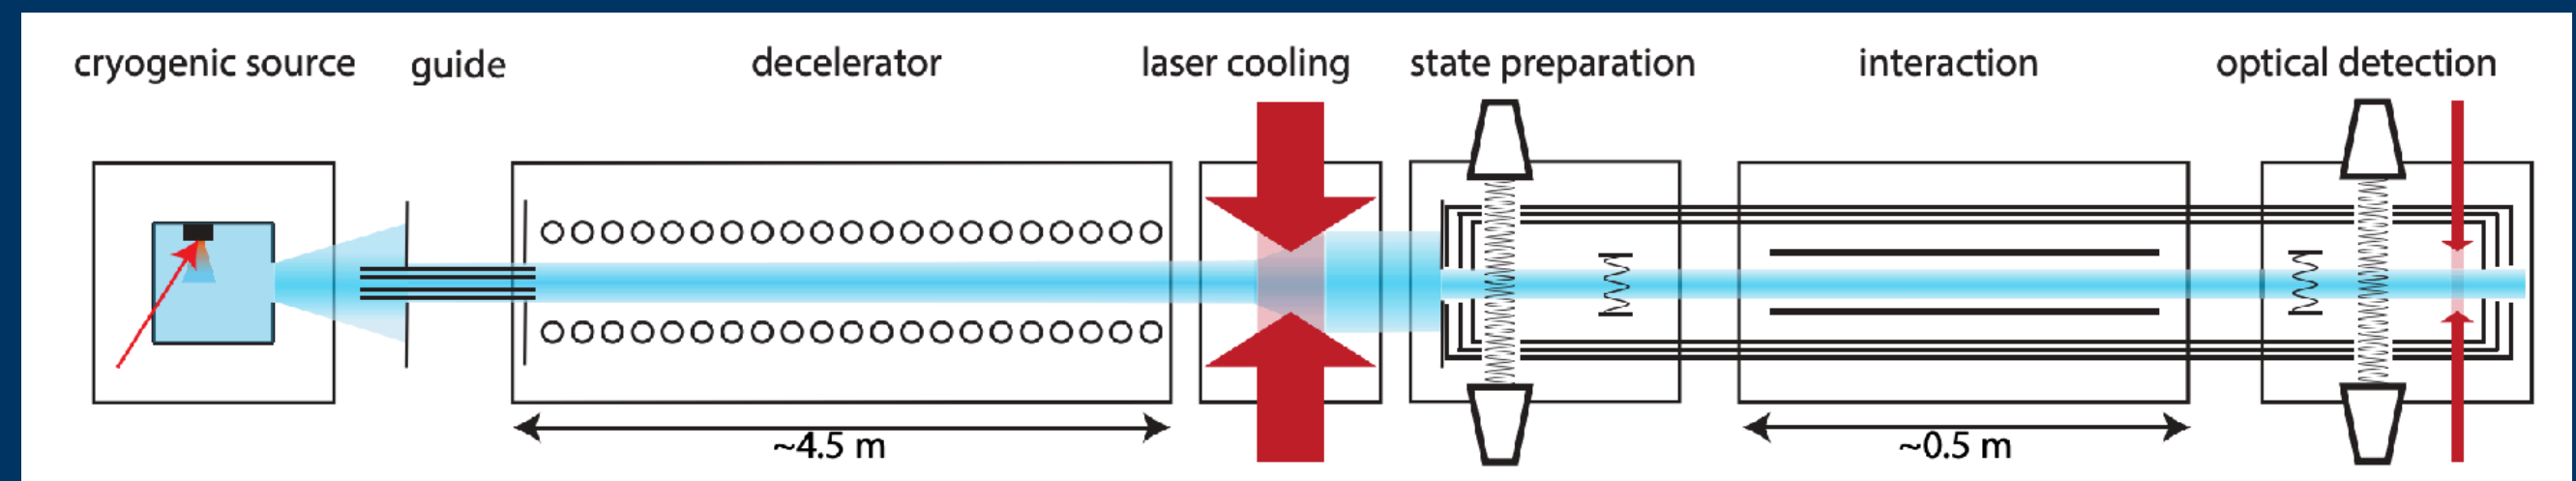 cryogenic source
guide
decelerator
laser cooling
state preparation
interaction
optical detection
~4.5 m
~0.5 m